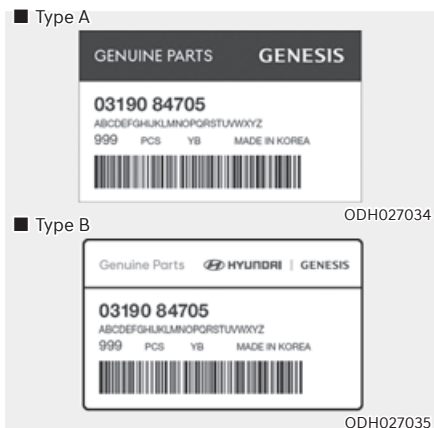 ■ Type A
GENUINE PARTS GENESIS
03190 84705
ABCDEFGHIJKLMNOPQRSTUVWXYZ
999 PCS YB MADE IN KOREA
ODH027034
■ Type B
Genuine Parts HYUNDAI | GENESIS
03190 84705
ABCDEFGHIJKLMNOPQRSTUVWXYZ
999 PCS YB MADE IN KOREA
ODH027035